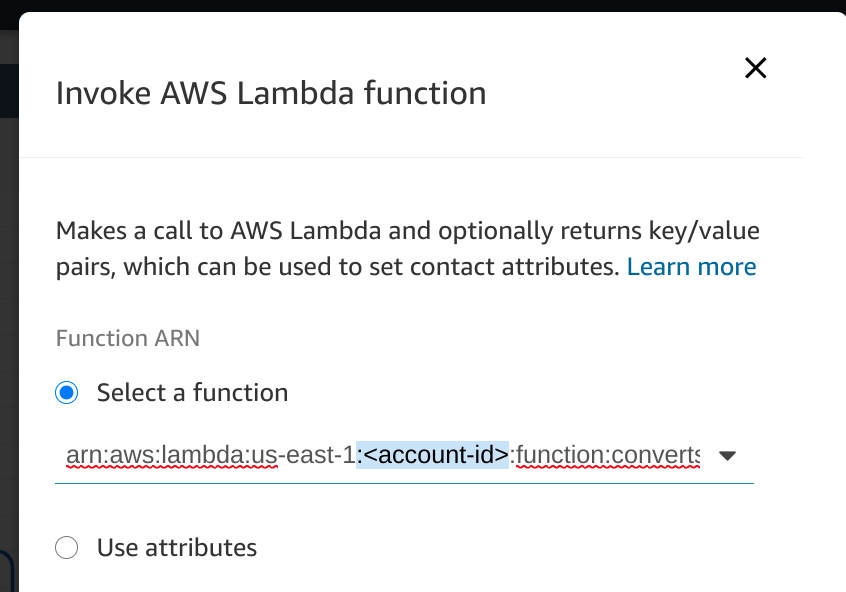 Invoke AWS Lambda function
Makes a call to AWS Lambda and optionally returns key/value
pairs, which can be used to set contact attributes. Learn more
Function ARN
Select a function
arn:aws:lambda:us-east-1:<account-id>:function:converts
Use attributes